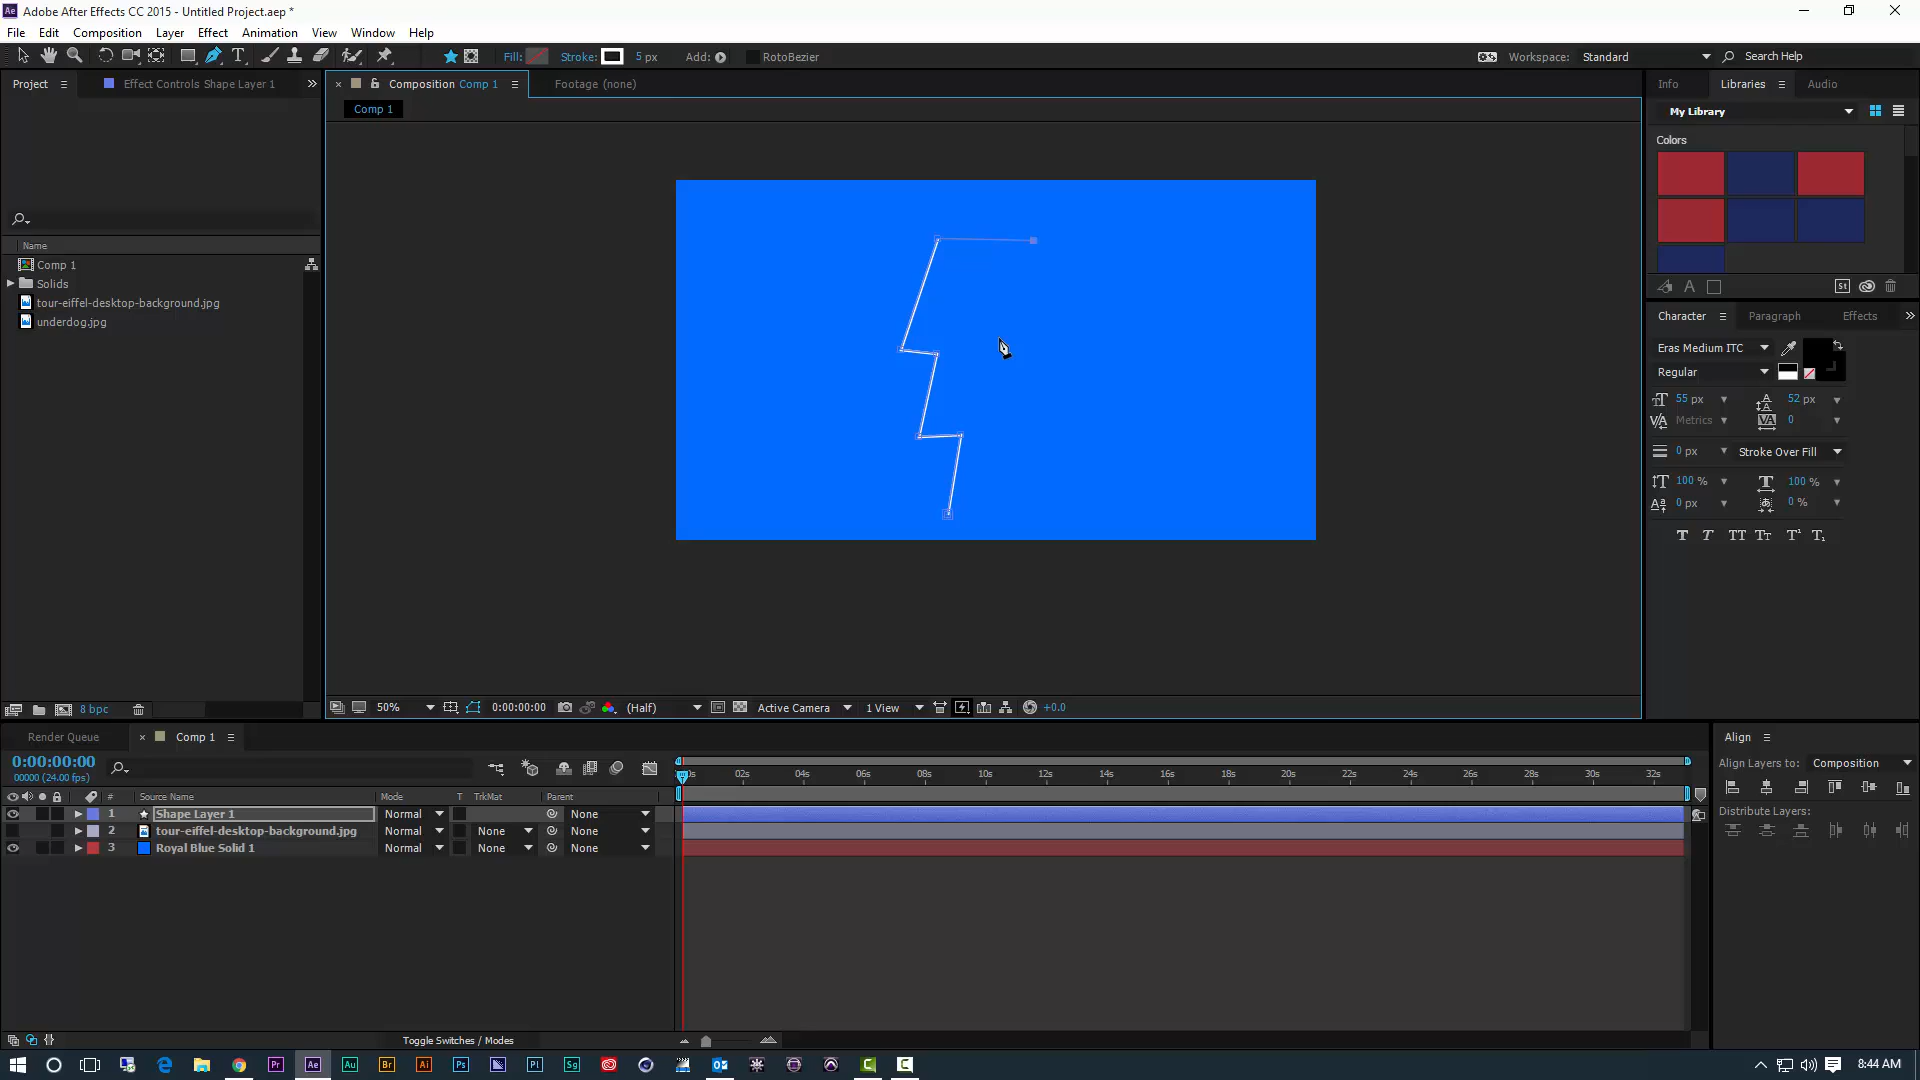 Adobe After Effects CC 2015 - Untitled Project.aep *
File Edit Composition Layer Effect Animation View Window Help
Fill: Stroke: 5 px Add: RotoBezier Workspace: Standard Search Help
Project Effect Controls Shape Layer 1 Composition Comp 1 Footage (none) Info Libraries Audio
Comp 1
My Library
Colors
Name
Comp 1
Solids
tour-eiffel-desktop-background.jpg
underdog.jpg
Character Paragraph Effects
Eras Medium ITC
Regular
55 px 52 px
Metrics 0
0 px Stroke Over Fill
100 % 100 %
0 px 0 %
8 bpc 50% 0:00:00:00 (Half) Active Camera 1 View +0.0
Render Queue Comp 1 Align
0:00:00:00
00000 (24.00 fps)
02s 04s 06s 08s 10s 12s 14s 16s 18s 20s 22s 24s 26s 28s 30s 32s
Align Layers to: Composition
# Source Name Mode T TrkMat Parent
1 Shape Layer 1 Normal None
2 tour-eiffel-desktop-background.jpg Normal None None
3 Royal Blue Solid 1 Normal None None
Distribute Layers:
Toggle Switches / Modes
Pr Ae Au Br Ai Ps Pl Sg 8:44 AM